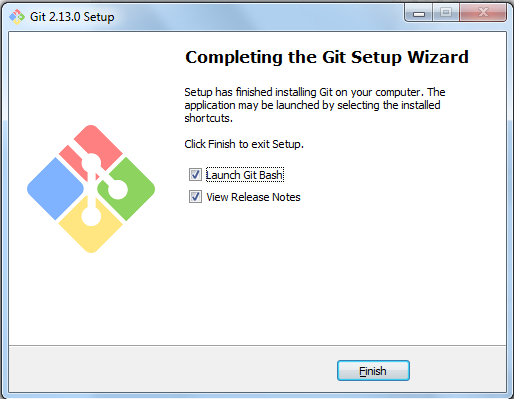 Git 2.13.0 Setup
Completing the Git Setup Wizard
Setup has finished installing Git on your computer. The
application may be launched by selecting the installed
shortcuts.
Click Finish to exit Setup.
Launch Git Bash
View Release Notes
Finish